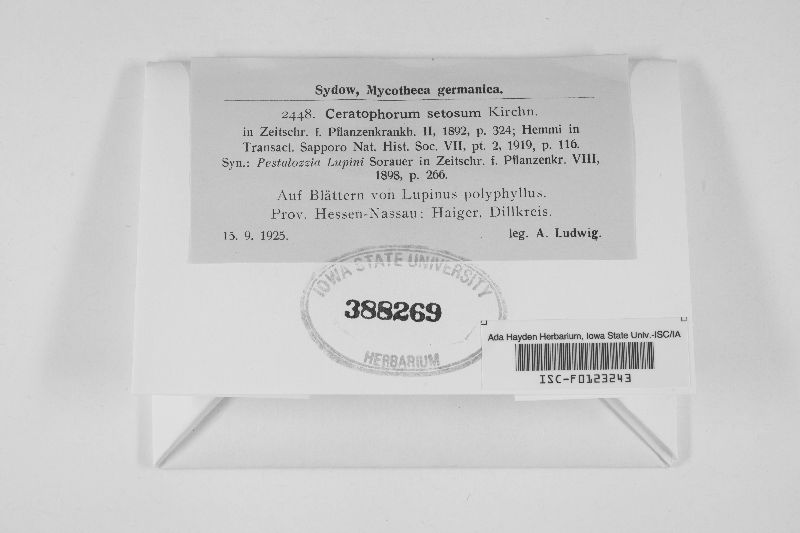 Sydow, Mycotheca germanica.
2448. Ceratophorum setosum Kirchn.
in Zeitschr. f. Pflanzenkrankh. II, 1892, p. 324; Hemmi in
Transact. Sapporo Nat. Hist. Soc. VII, pt. 2, 1919, p. 116.
Syn.: Pestalozzia Lupini Sorauer in Zeitschr. f. Pflanzenkr. VIII,
1898, p. 266.
Auf Blättern von Lupinus polyphyllus.
Prov. Hessen-Nassau: Haiger, Dillkreis.
15. 9. 1925. leg. A. Ludwig.
IOWA STATE UNIVERSITY
388269
HERBARIUM
Ada Hayden Herbarium, Iowa State Univ.-ISC/IA
ISC-F0123243